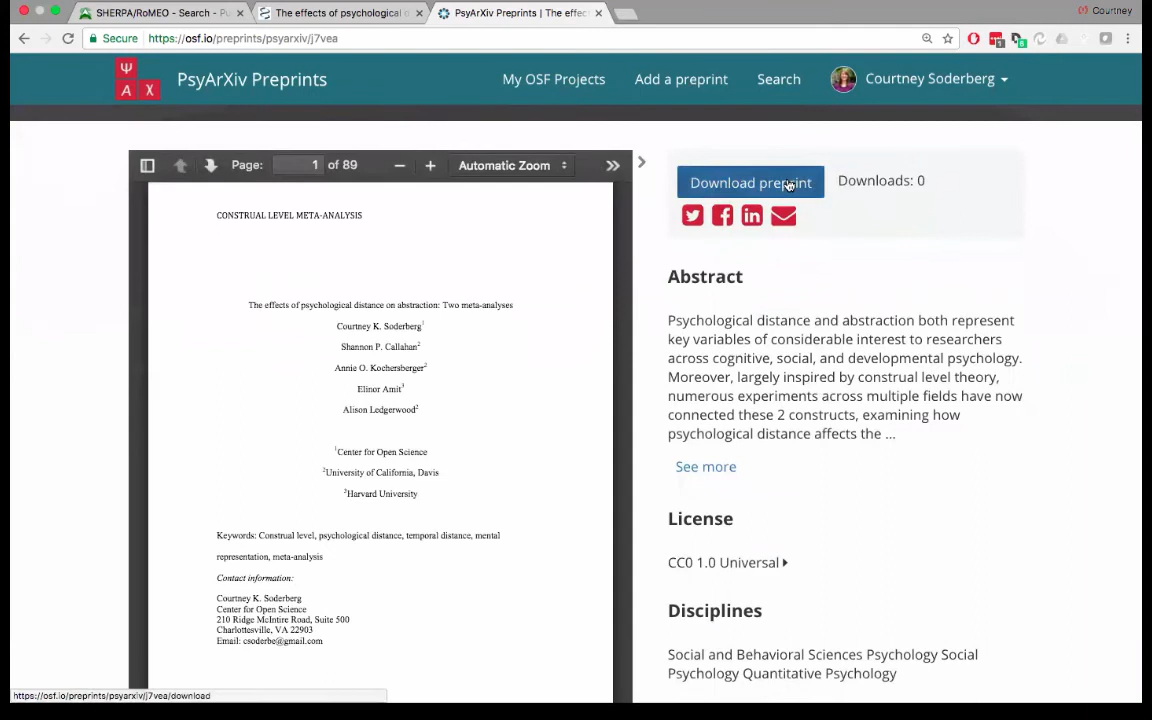 SHERPA/RoMEO - Search - Pu
The effects of psychological o
PsyArXiv Preprints | The effec
Courtney
Secure
https://osf.io/preprints/psyarxiv/j7vea
Ψ
A X
PsyArXiv Preprints
My OSF Projects
Add a preprint
Search
Courtney Soderberg
Page: 1 of 89
Automatic Zoom
CONSTRUAL LEVEL META-ANALYSIS
The effects of psychological distance on abstraction: Two meta-analyses
Courtney K. Soderberg1
Shannon P. Callahan2
Annie O. Kochersberger2
Elinor Amit3
Alison Ledgerwood2
1Center for Open Science
2University of California, Davis
3Harvard University
Keywords: Construal level, psychological distance, temporal distance, mental
representation, meta-analysis
Contact information:
Courtney K. Soderberg
Center for Open Science
210 Ridge McIntire Road, Suite 500
Charlottesville, VA 22903
Email: csoderbe@gmail.com
Download preprint
Downloads: 0
Abstract
Psychological distance and abstraction both represent
key variables of considerable interest to researchers
across cognitive, social, and developmental psychology.
Moreover, largely inspired by construal level theory,
numerous experiments across multiple fields have now
connected these 2 constructs, examining how
psychological distance affects the ...
See more
License
CC0 1.0 Universal
Disciplines
Social and Behavioral Sciences Psychology Social
Psychology Quantitative Psychology
https://osf.io/preprints/psyarxiv/j7vea/download